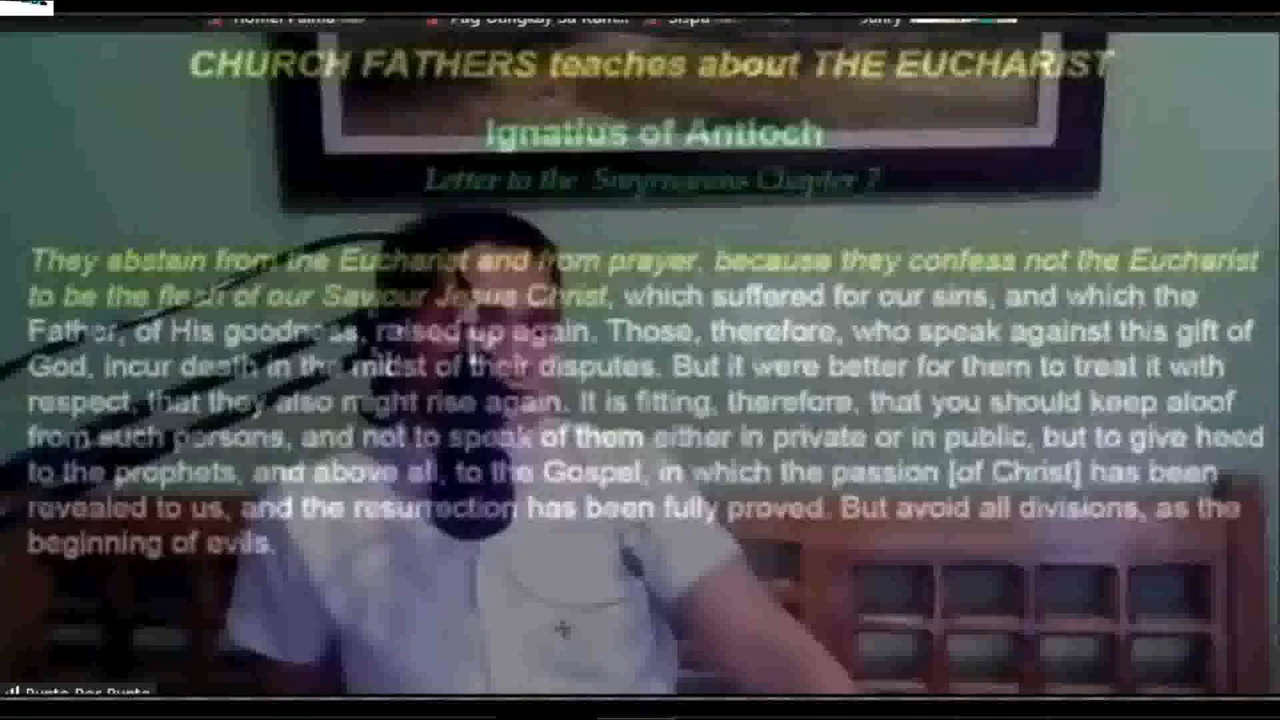 CHURCH FATHERS teaches about THE EUCHARIST
Ignatius of Antioch
Letter to the Smyrnaeans Chapter 7
They abstain from the Eucharist and from prayer, because they confess not the Eucharist
to be the flesh of our Saviour Jesus Christ, which suffered for our sins, and which the
Father, of His goodness, raised up again. Those, therefore, who speak against this gift of
God, incur death in the midst of their disputes. But it were better for them to treat it with
respect, that they also might rise again. It is fitting, therefore, that you should keep aloof
from such persons, and not to speak of them either in private or in public, but to give heed
to the prophets, and above all, to the Gospel, in which the passion [of Christ] has been
revealed to us, and the resurrection has been fully proved. But avoid all divisions, as the
beginning of evils.
Punto Por Punto